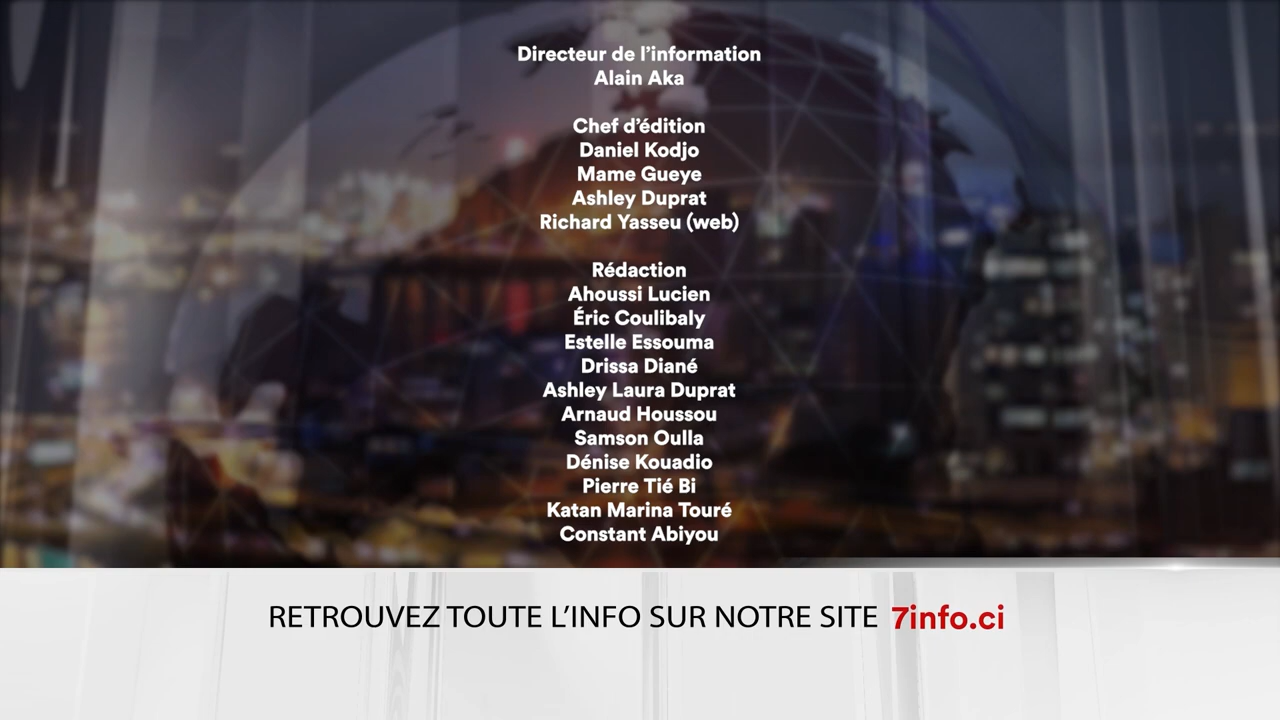 Directeur de l’information
Alain Aka
Chef d’édition
Daniel Kodjo
Mame Gueye
Ashley Duprat
Richard Yasseu (web)
Rédaction
Ahoussi Lucien
Éric Coulibaly
Estelle Essouma
Drissa Diané
Ashley Laura Duprat
Arnaud Houssou
Samson Oulla
Dénise Kouadio
Pierre Tié Bi
Katan Marina Touré
Constant Abiyou
RETROUVEZ TOUTE L’INFO SUR NOTRE SITE 7info.ci